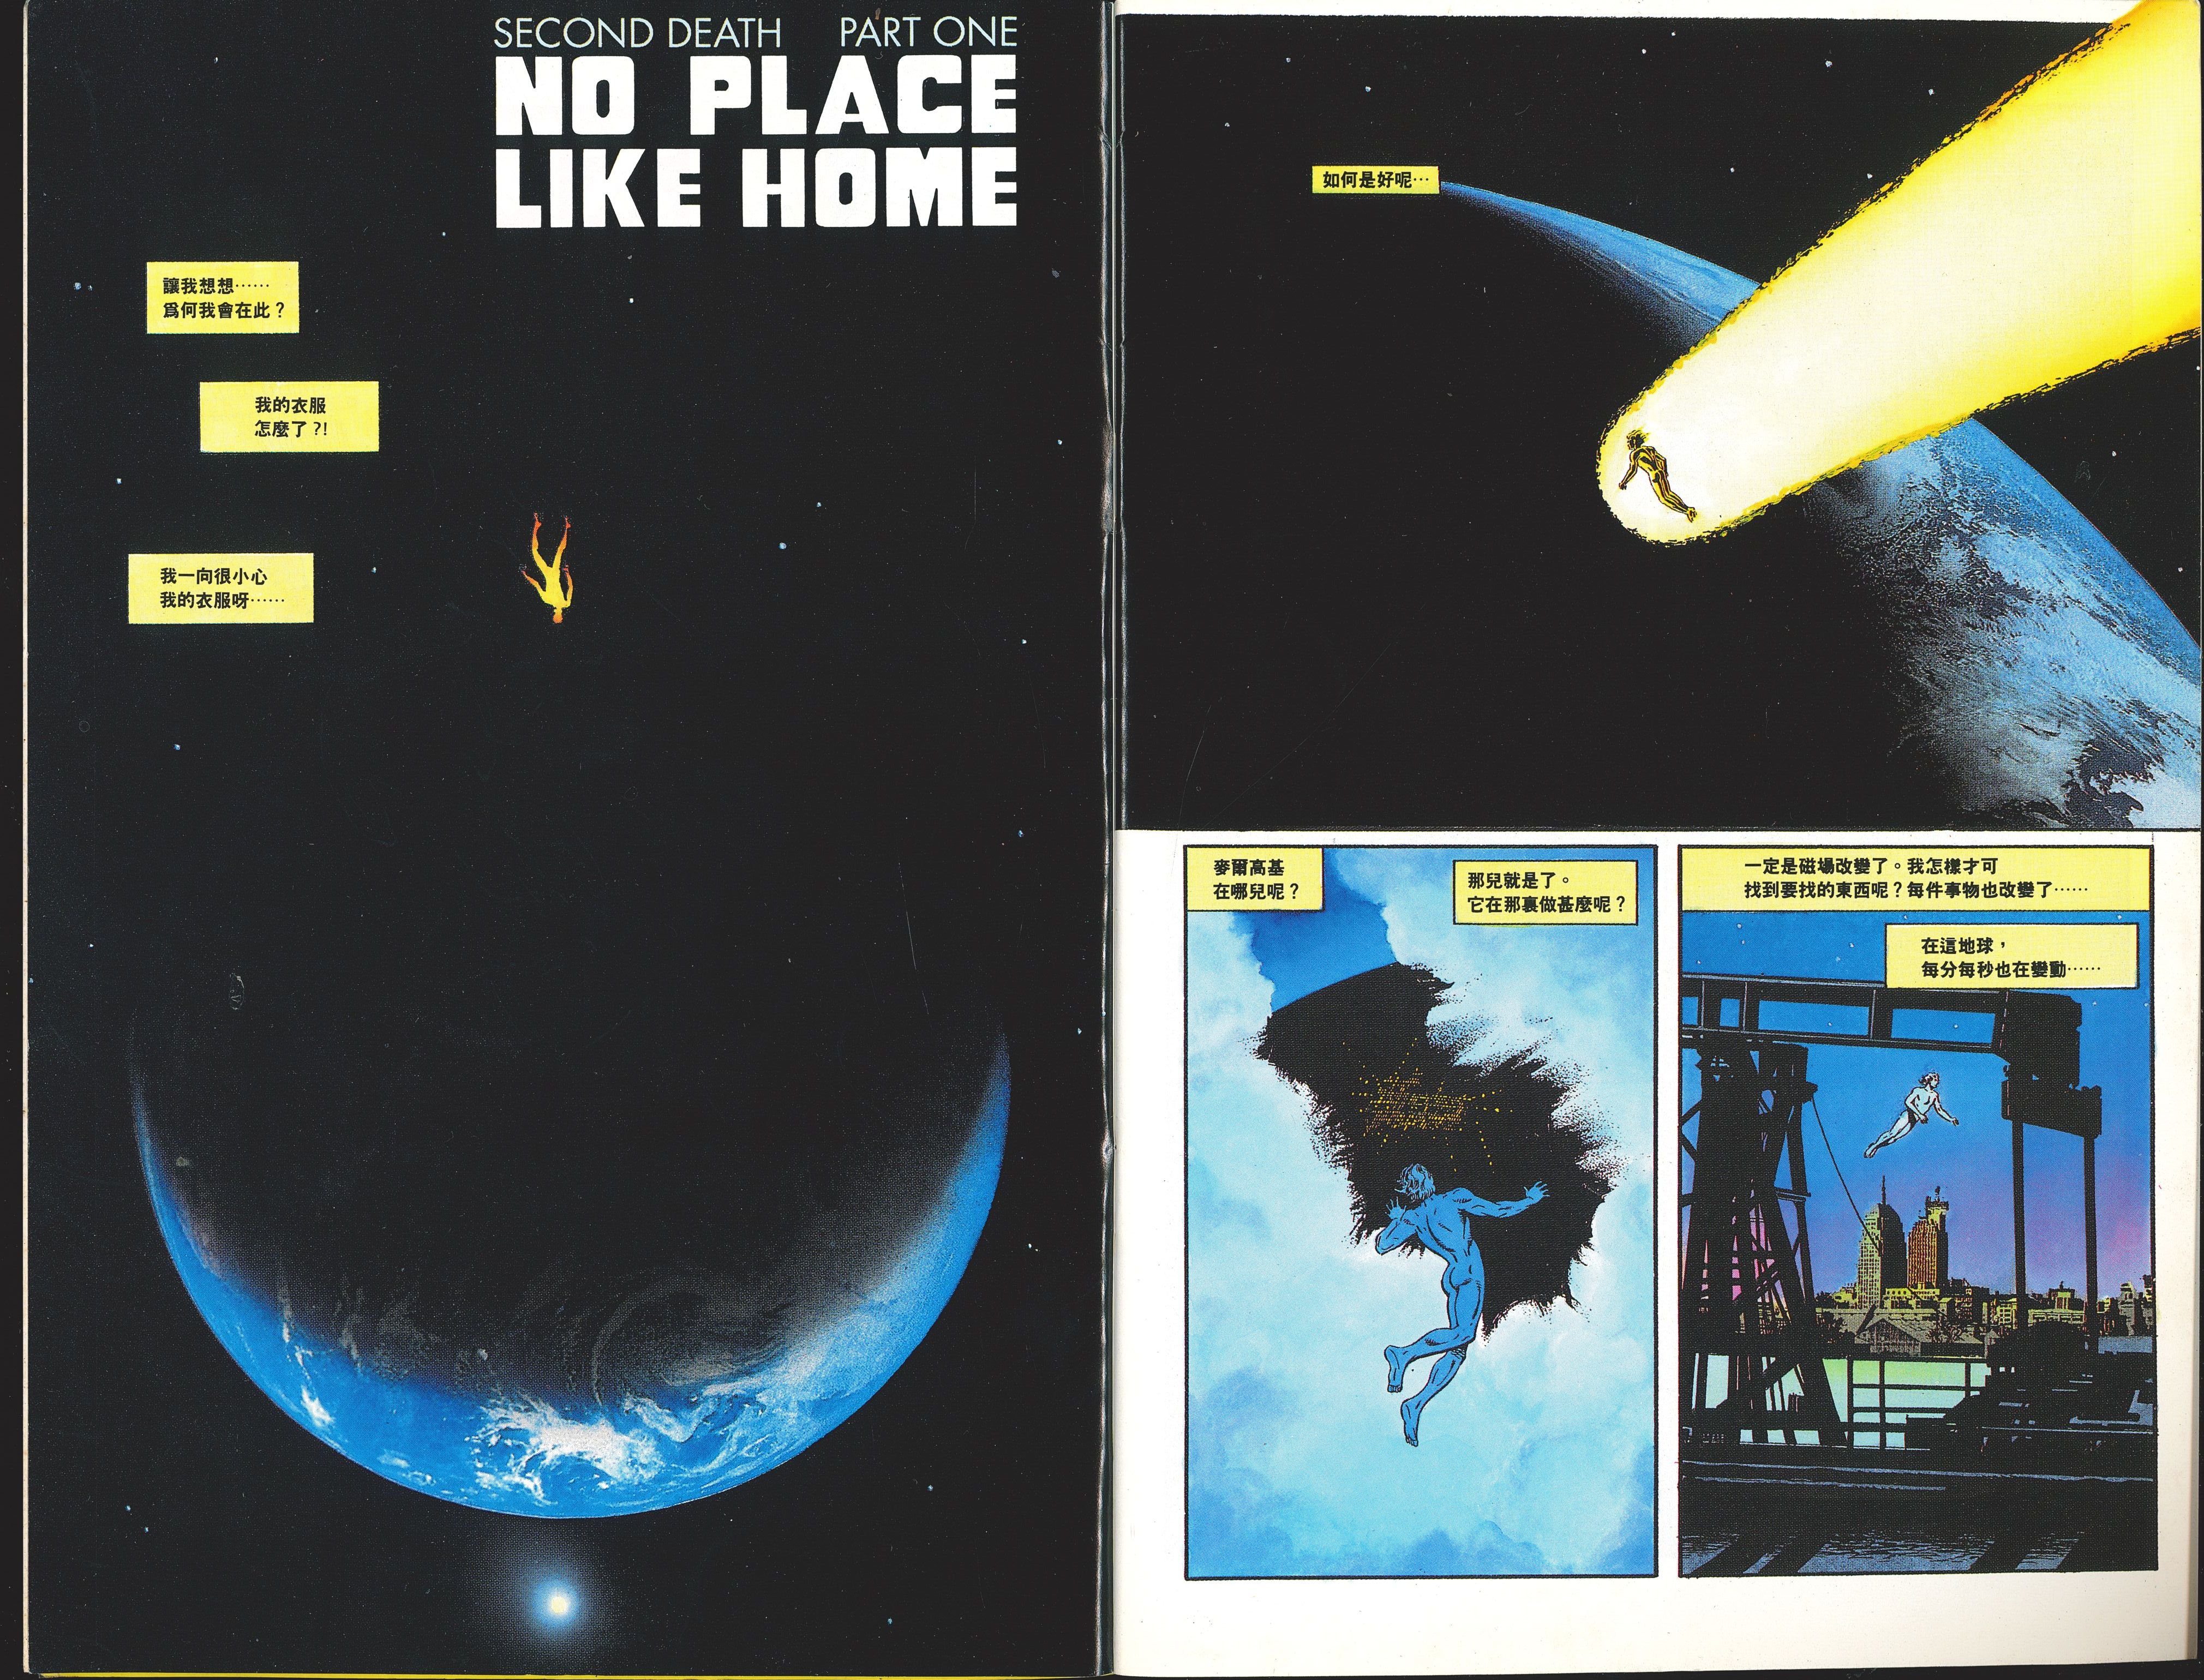 SECOND DEATH PART ONE
NO PLACE
LIKE HOME
讓我想想……
爲何我會在此？
我的衣服
怎麼了?!
我一向很小心
我的衣服呀……
如何是好呢…
麥爾高基
在哪兒呢？
那兒就是了。
它在那裏做甚麼呢？
一定是磁場改變了。我怎樣才可
找到要找的東西呢？每件事物也改變了……
在這地球，
每分每秒也在變動……